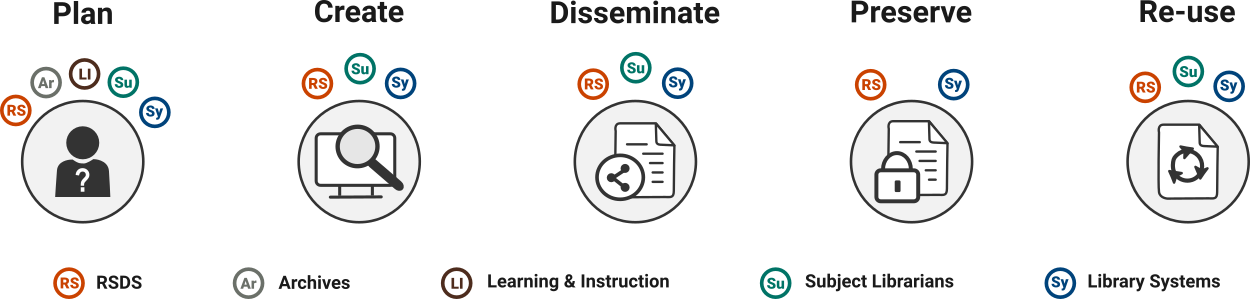 Plan Create Disseminate Preserve Re-use
RS Ar LI Su Sy RS Su Sy RS Su Sy RS Sy RS Su Sy
?
RS RSDS Ar Archives LI Learning & Instruction Su Subject Librarians Sy Library Systems